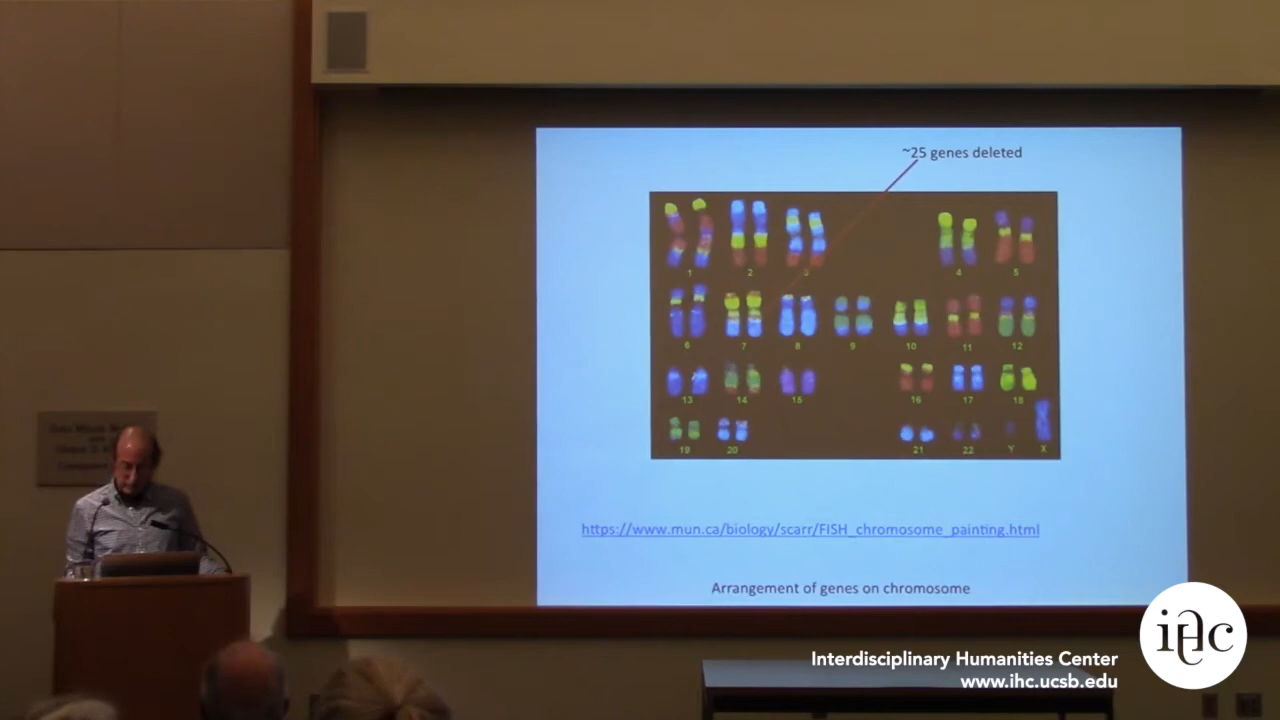 ~25 genes deleted
1 2 3 4 5
6 7 8 9 10 11 12
13 14 15 16 17 18
19 20 21 22 Y X
https://www.mun.ca/biology/scarr/FISH_chromosome_painting.html
Arrangement of genes on chromosome
ihc
Interdisciplinary Humanities Center
www.ihc.ucsb.edu